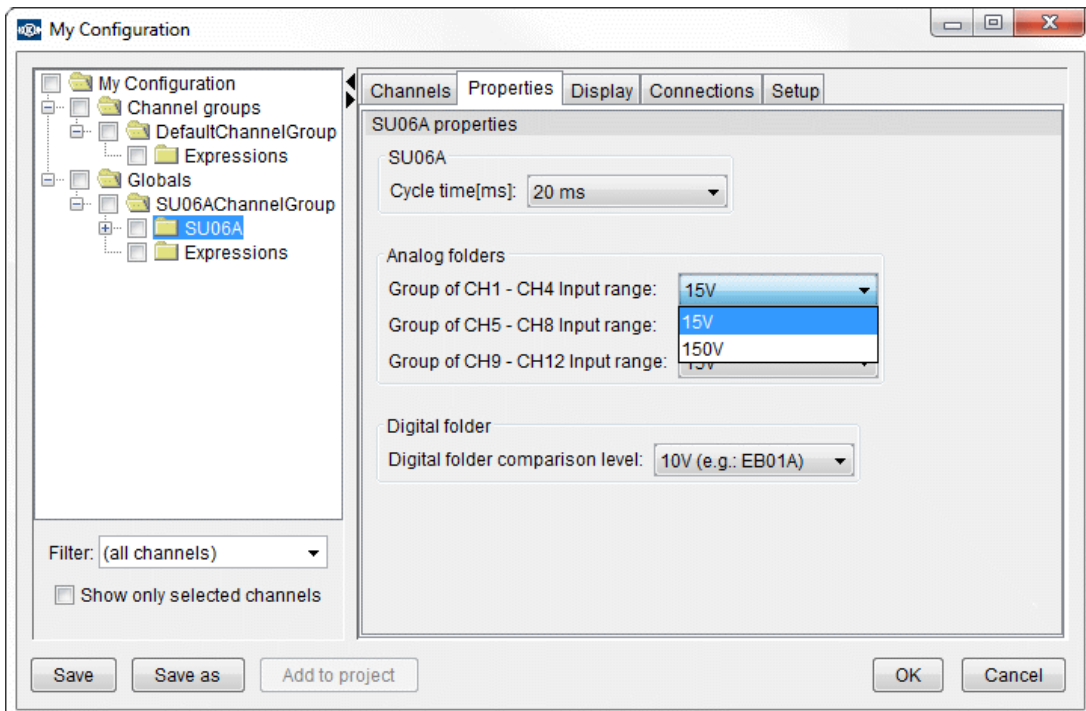 My Configuration
My Configuration
Channel groups
DefaultChannelGroup
Expressions
Globals
SU06AChannelGroup
SU06A
Expressions
Filter: (all channels)
Show only selected channels
Channels Properties Display Connections Setup
SU06A properties
SU06A
Cycle time[ms]: 20 ms
Analog folders
Group of CH1 - CH4 Input range: 15V
Group of CH5 - CH8 Input range: 15V
150V
Group of CH9 - CH12 Input range: 15V
Digital folder
Digital folder comparison level: 10V (e.g.: EB01A)
Save Save as Add to project OK Cancel